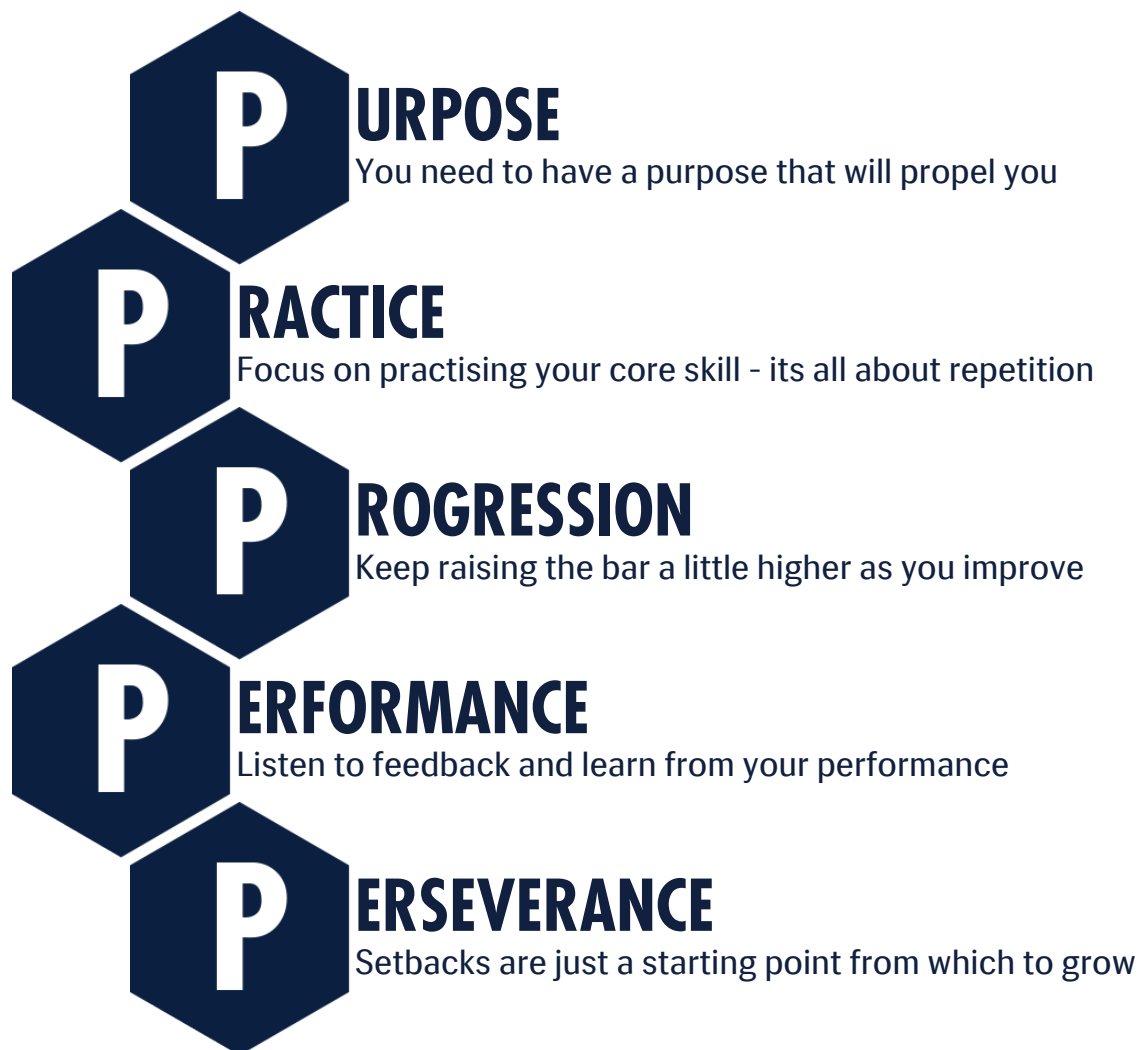 PURPOSE
You need to have a purpose that will propel you
PRACTICE
Focus on practising your core skill - its all about repetition
PROGRESSION
Keep raising the bar a little higher as you improve
PERFORMANCE
Listen to feedback and learn from your performance
PERSEVERANCE
Setbacks are just a starting point from which to grow